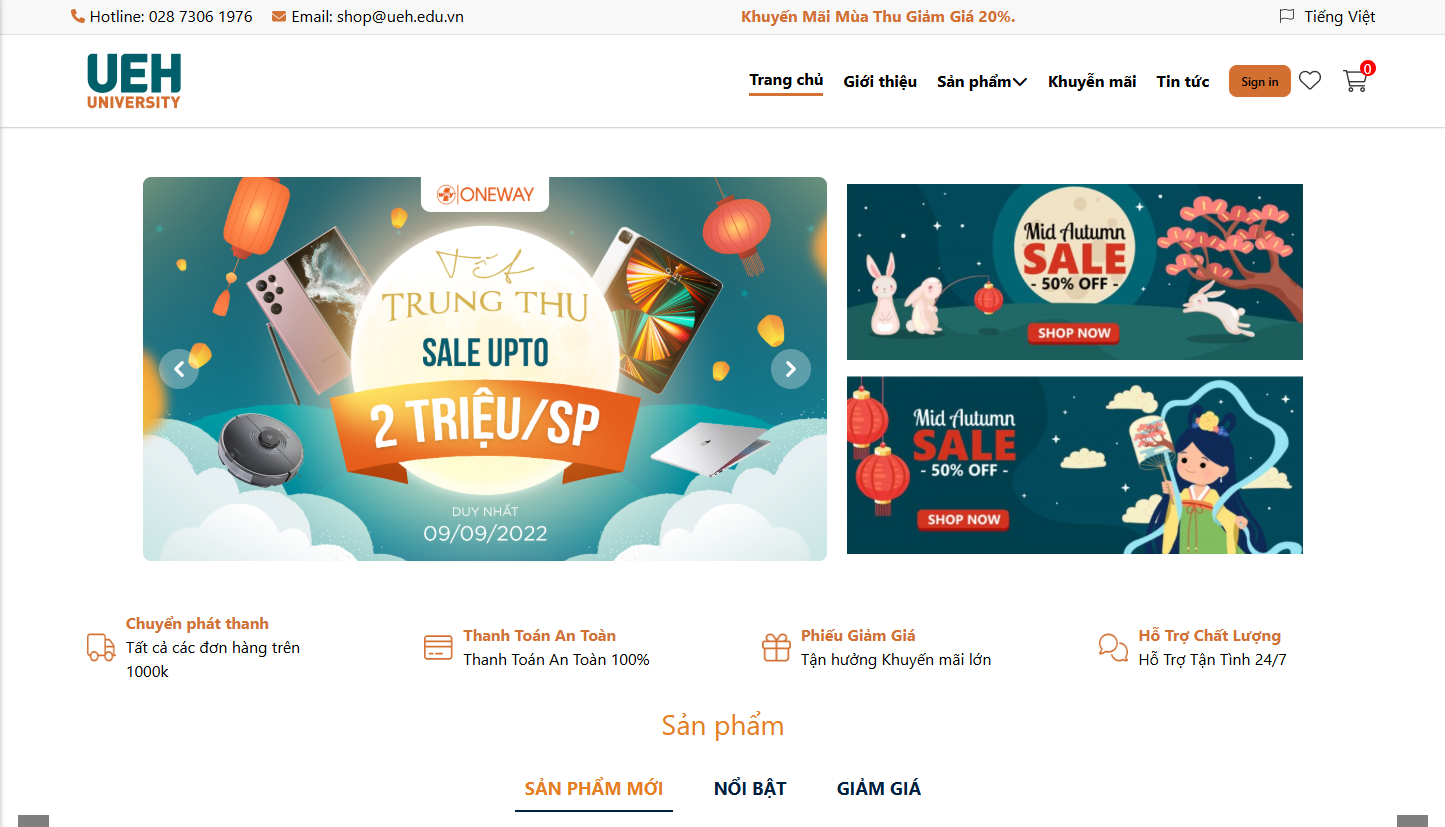 Hotline: 028 7306 1976
Email: shop@ueh.edu.vn
Khuyến Mãi Mùa Thu Giảm Giá 20%.
Tiếng Việt
UEH
UNIVERSITY
Trang chủ
Giới thiệu
Sản phẩm
Khuyễn mãi
Tin tức
Sign in
0
ONEWAY
Tết
TRUNG THU
SALE UPTO
2 TRIỆU/SP
DUY NHẤT
09/09/2022
Mid Autumn
SALE
- 50% OFF -
SHOP NOW
Mid Autumn
SALE
- 50% OFF -
SHOP NOW
Chuyển phát thanh
Tất cả các đơn hàng trên
1000k
Thanh Toán An Toàn
Thanh Toán An Toàn 100%
Phiếu Giảm Giá
Tận hưởng Khuyến mãi lớn
Hỗ Trợ Chất Lượng
Hỗ Trợ Tận Tình 24/7
Sản phẩm
SẢN PHẨM MỚI
NỔI BẬT
GIẢM GIÁ